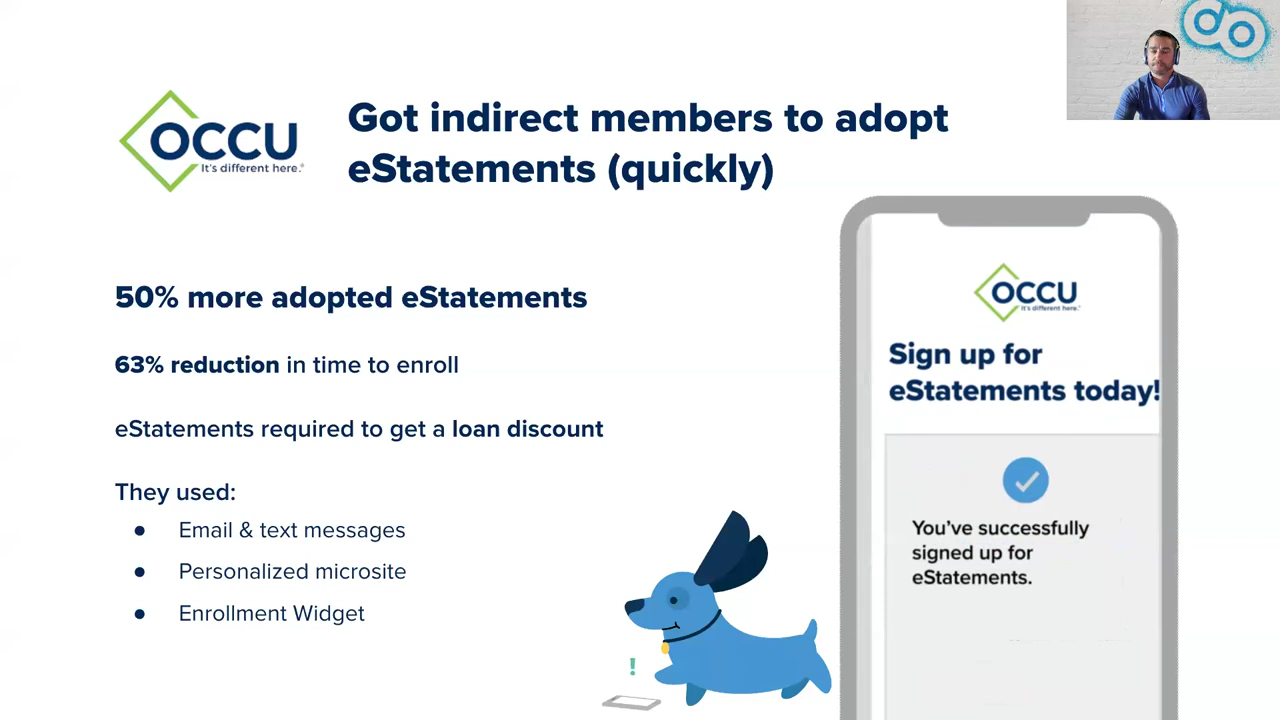 OCCU
It's different here.®
Got indirect members to adopt
eStatements (quickly)
50% more adopted eStatements
63% reduction in time to enroll
eStatements required to get a loan discount
They used:
● Email & text messages
● Personalized microsite
● Enrollment Widget
!
OCCU
It's different here.®
Sign up for
eStatements today!
You've successfully
signed up for
eStatements.